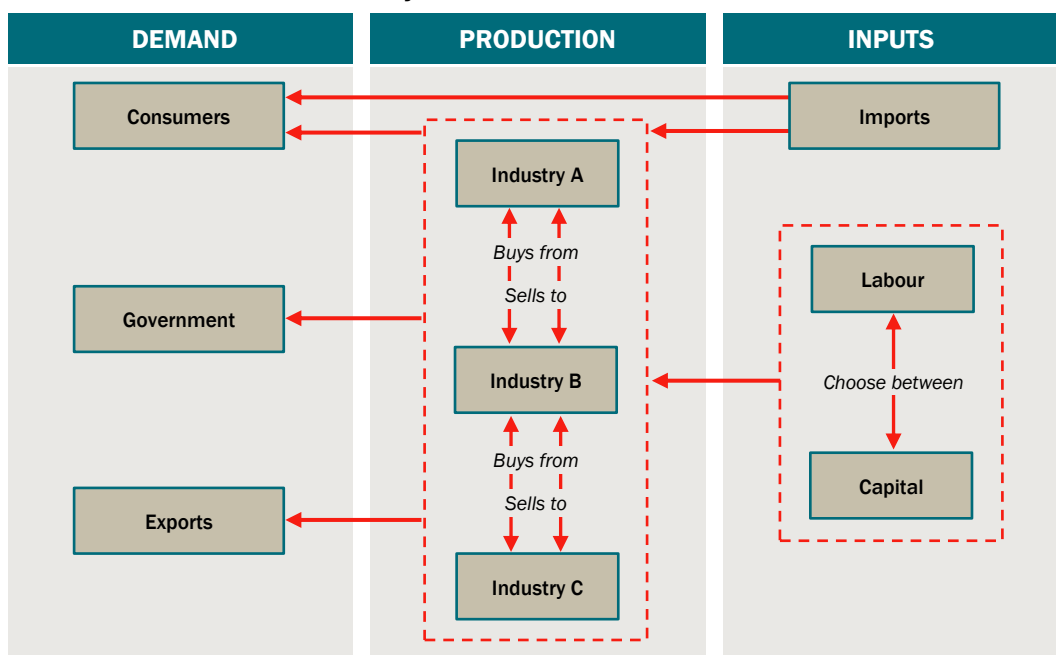 DEMAND
PRODUCTION
INPUTS
Consumers
Imports
Industry A
Buys from
Labour
Sells to
Government
Industry B
Choose between
Buys from
Capital
Sells to
Exports
Industry C